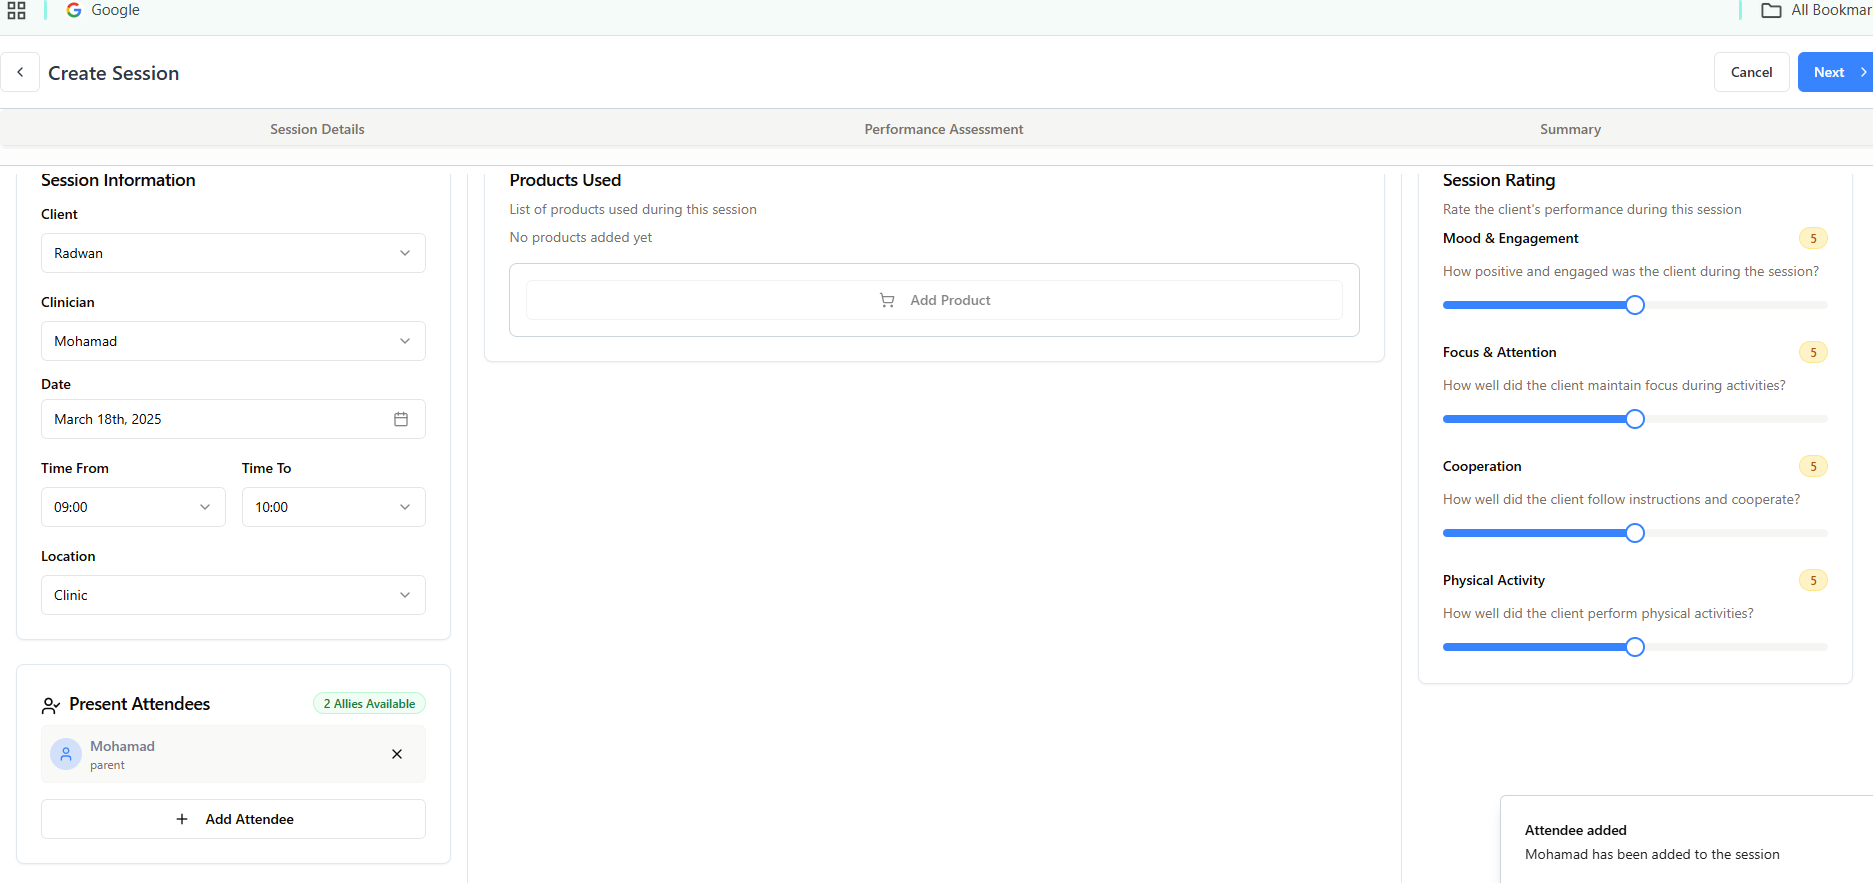 Google
All Bookmar
Create Session
Cancel
Next
Session Details
Performance Assessment
Summary
Session Information
Client
Radwan
Clinician
Mohamad
Date
March 18th, 2025
Time From
Time To
09:00
10:00
Location
Clinic
Present Attendees
2 Allies Available
Mohamad
parent
Add Attendee
Products Used
List of products used during this session
No products added yet
Add Product
Session Rating
Rate the client's performance during this session
Mood & Engagement
5
How positive and engaged was the client during the session?
Focus & Attention
5
How well did the client maintain focus during activities?
Cooperation
5
How well did the client follow instructions and cooperate?
Physical Activity
5
How well did the client perform physical activities?
Attendee added
Mohamad has been added to the session